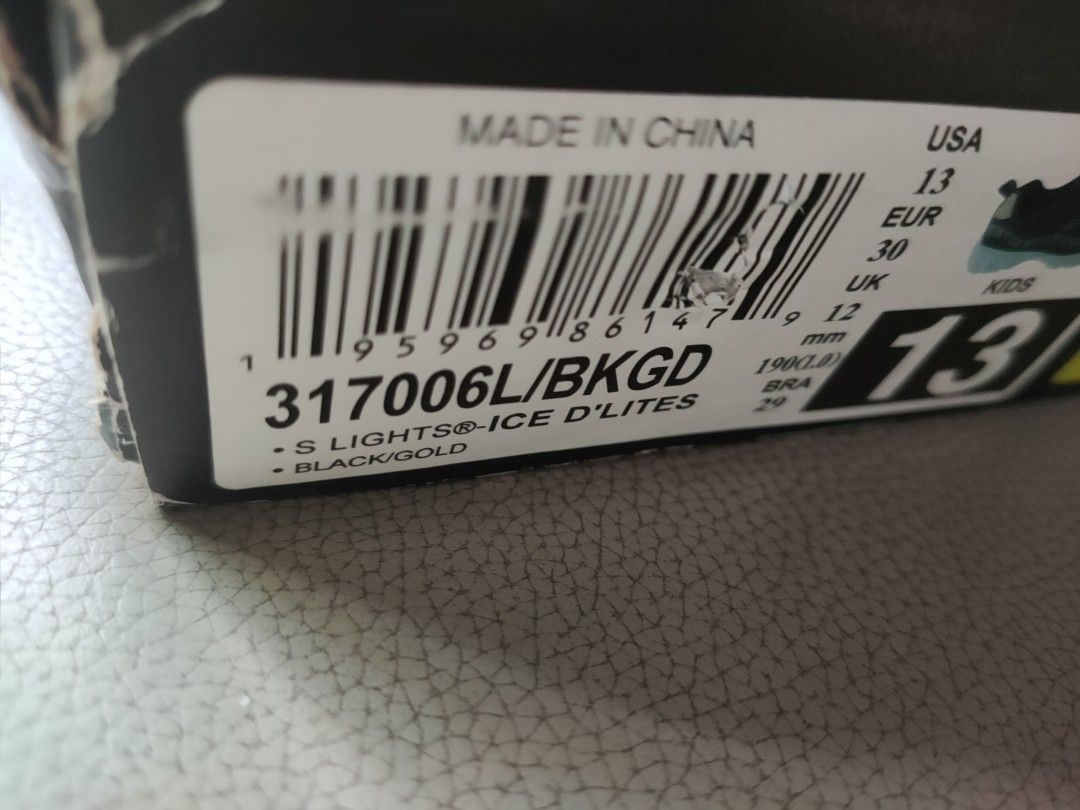 MADE IN CHINA
1 95969 86147 9
317006L/BKGD
• S LIGHTS®-ICE D'LITES
• BLACK/GOLD
USA
13
EUR
30
UK
12
mm
190(1.0)
BRA
29
KIDS
13